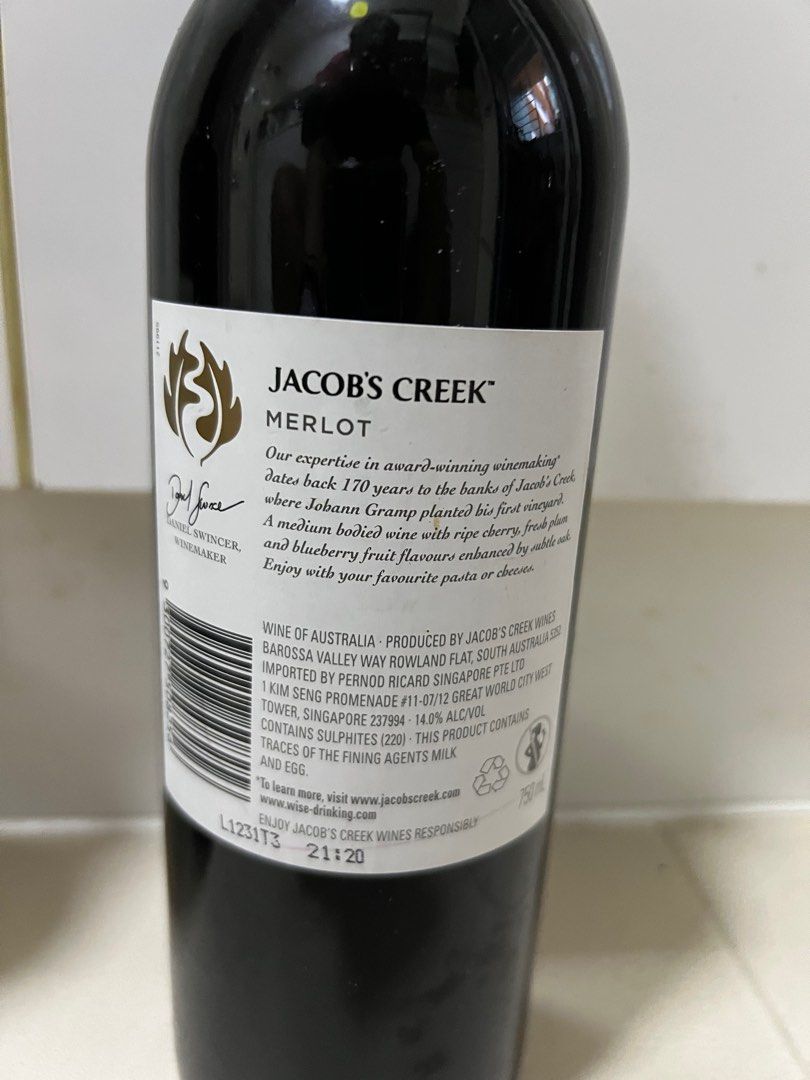 JACOB'S CREEK™
MERLOT
Our expertise in award-winning winemaking*
dates back 170 years to the banks of Jacob's Creek,
where Johann Gramp planted his first vineyard.
A medium bodied wine with ripe cherry, fresh plum
and blueberry fruit flavours enhanced by subtle oak.
Enjoy with your favourite pasta or cheeses.
DANIEL SWINCER,
WINEMAKER
WINE OF AUSTRALIA · PRODUCED BY JACOB'S CREEK WINES
BAROSSA VALLEY WAY ROWLAND FLAT, SOUTH AUSTRALIA 5352.
IMPORTED BY PERNOD RICARD SINGAPORE PTE LTD
1 KIM SENG PROMENADE #11-07/12 GREAT WORLD CITY WEST
TOWER, SINGAPORE 237994 · 14.0% ALC/VOL
CONTAINS SULPHITES (220) · THIS PRODUCT CONTAINS
TRACES OF THE FINING AGENTS MILK
AND EGG.
*To learn more, visit www.jacobscreek.com
www.wise-drinking.com
750 mL
ENJOY JACOB'S CREEK WINES RESPONSIBLY
L1231T3 21:20